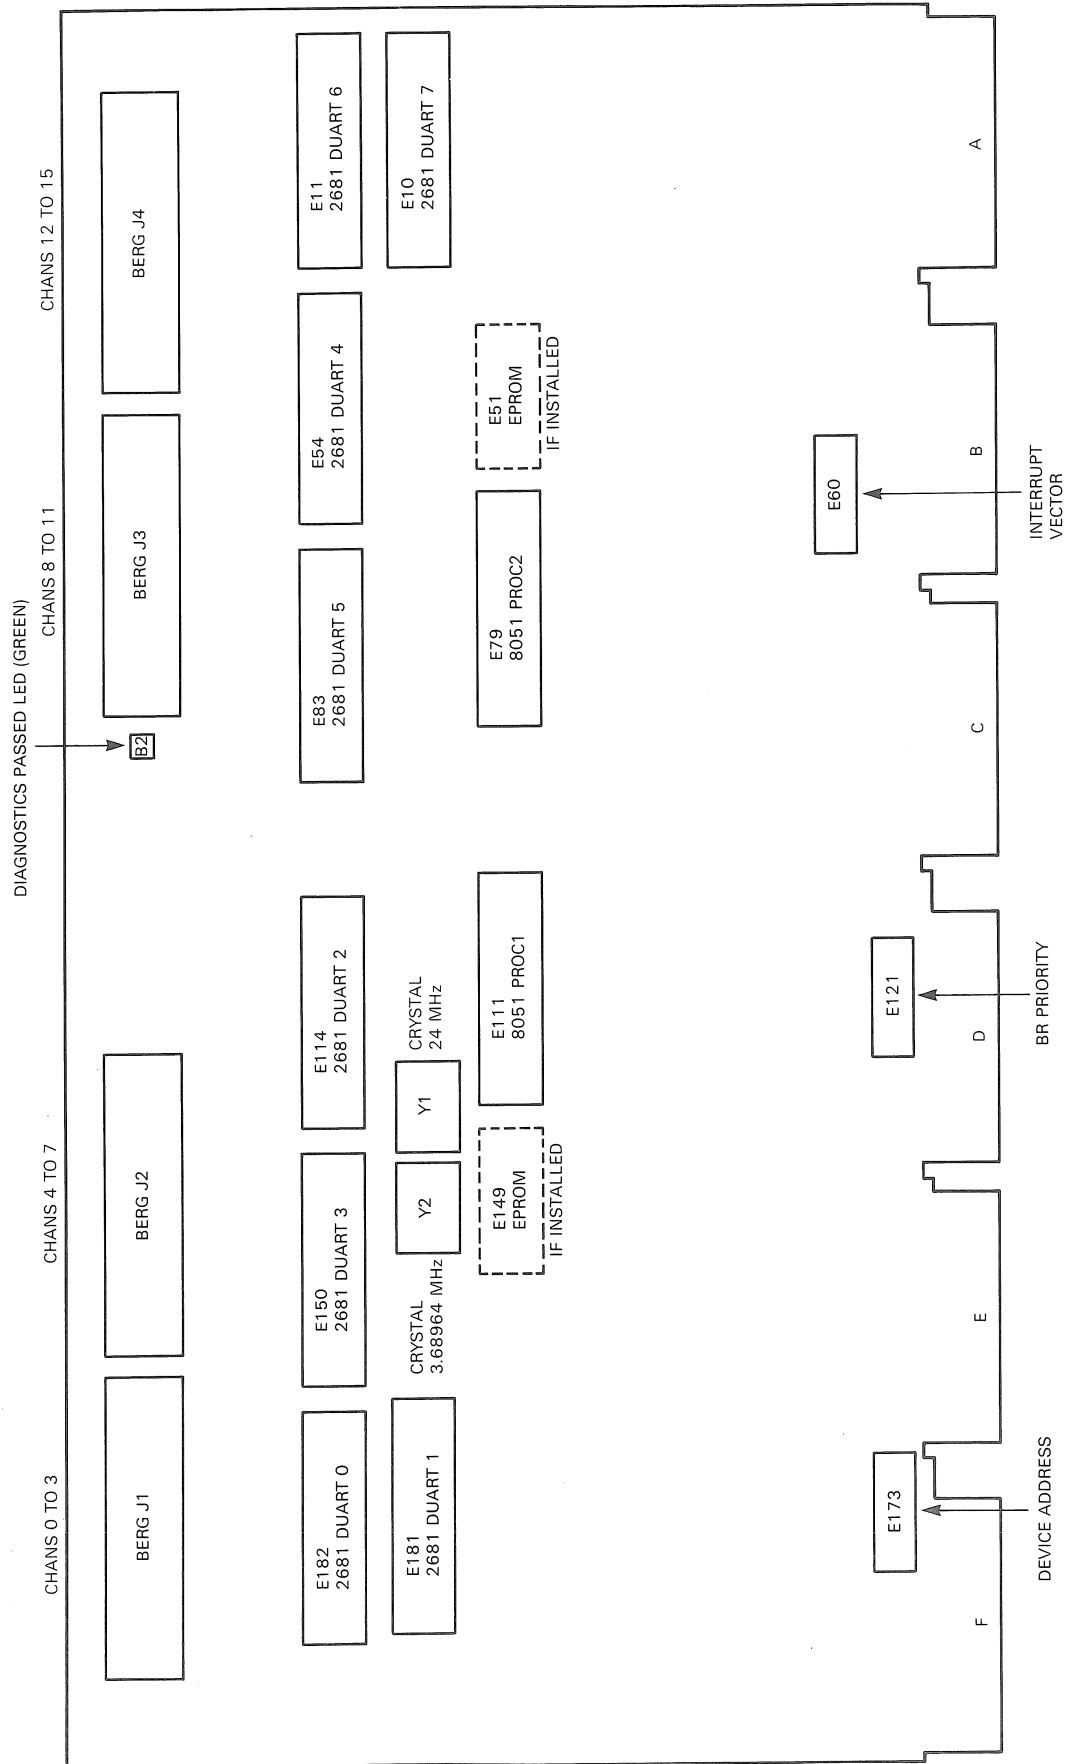 DIAGNOSTICS PASSED LED (GREEN)
CHANS 0 TO 3
CHANS 4 TO 7
CHANS 8 TO 11
CHANS 12 TO 15
BERG J1
BERG J2
B2
BERG J3
BERG J4
E182
2681 DUART 0
E150
2681 DUART 3
E114
2681 DUART 2
E83
2681 DUART 5
E54
2681 DUART 4
E11
2681 DUART 6
E181
2681 DUART 1
CRYSTAL
3.68964 MHz
Y2
Y1
CRYSTAL
24 MHz
E10
2681 DUART 7
E149
EPROM
IF INSTALLED
E111
8051 PROC1
E79
8051 PROC2
E51
EPROM
IF INSTALLED
E173
E121
E60
F
E
D
C
B
A
DEVICE ADDRESS
BR PRIORITY
INTERRUPT
VECTOR